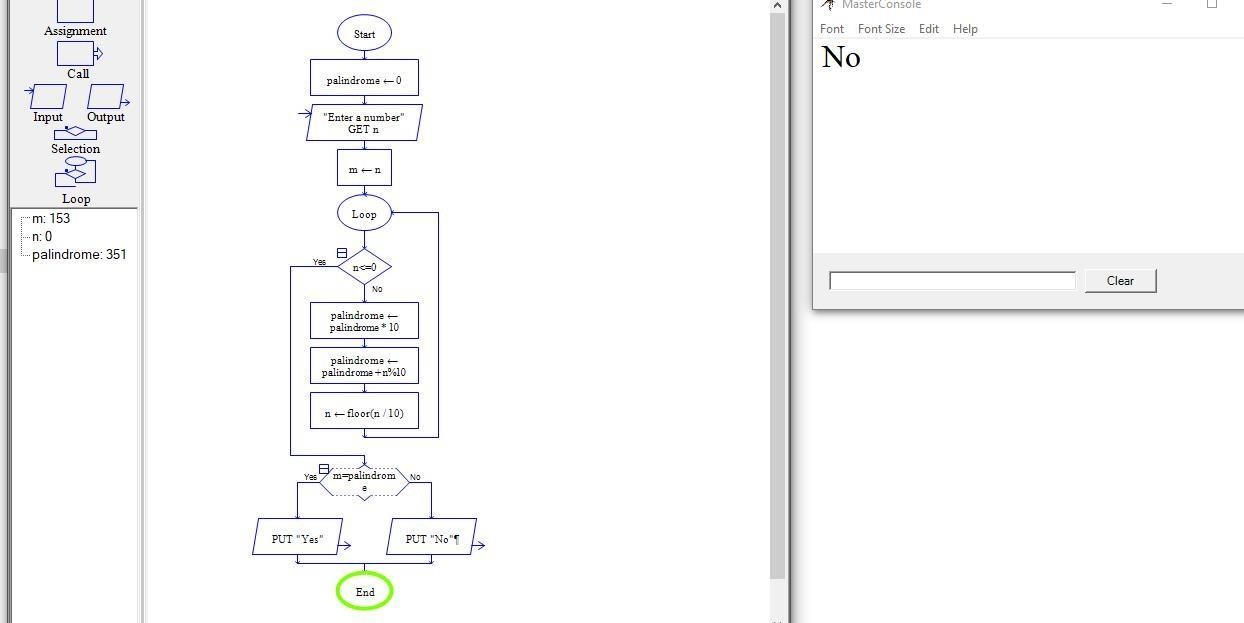 Assignment
Call
Input
Output
Selection
Loop
m: 153
n: 0
palindrome: 351
Start
palindrome ← 0
"Enter a number"
GET n
m ← n
Loop
Yes
n<=0
No
palindrome ←
palindrome * 10
palindrome ←
palindrome+n%10
n ← floor(n / 10)
Yes
m=palindrom
e
No
PUT "Yes"
PUT "No"¶
End
MasterConsole
Font
Font Size
Edit
Help
No
Clear